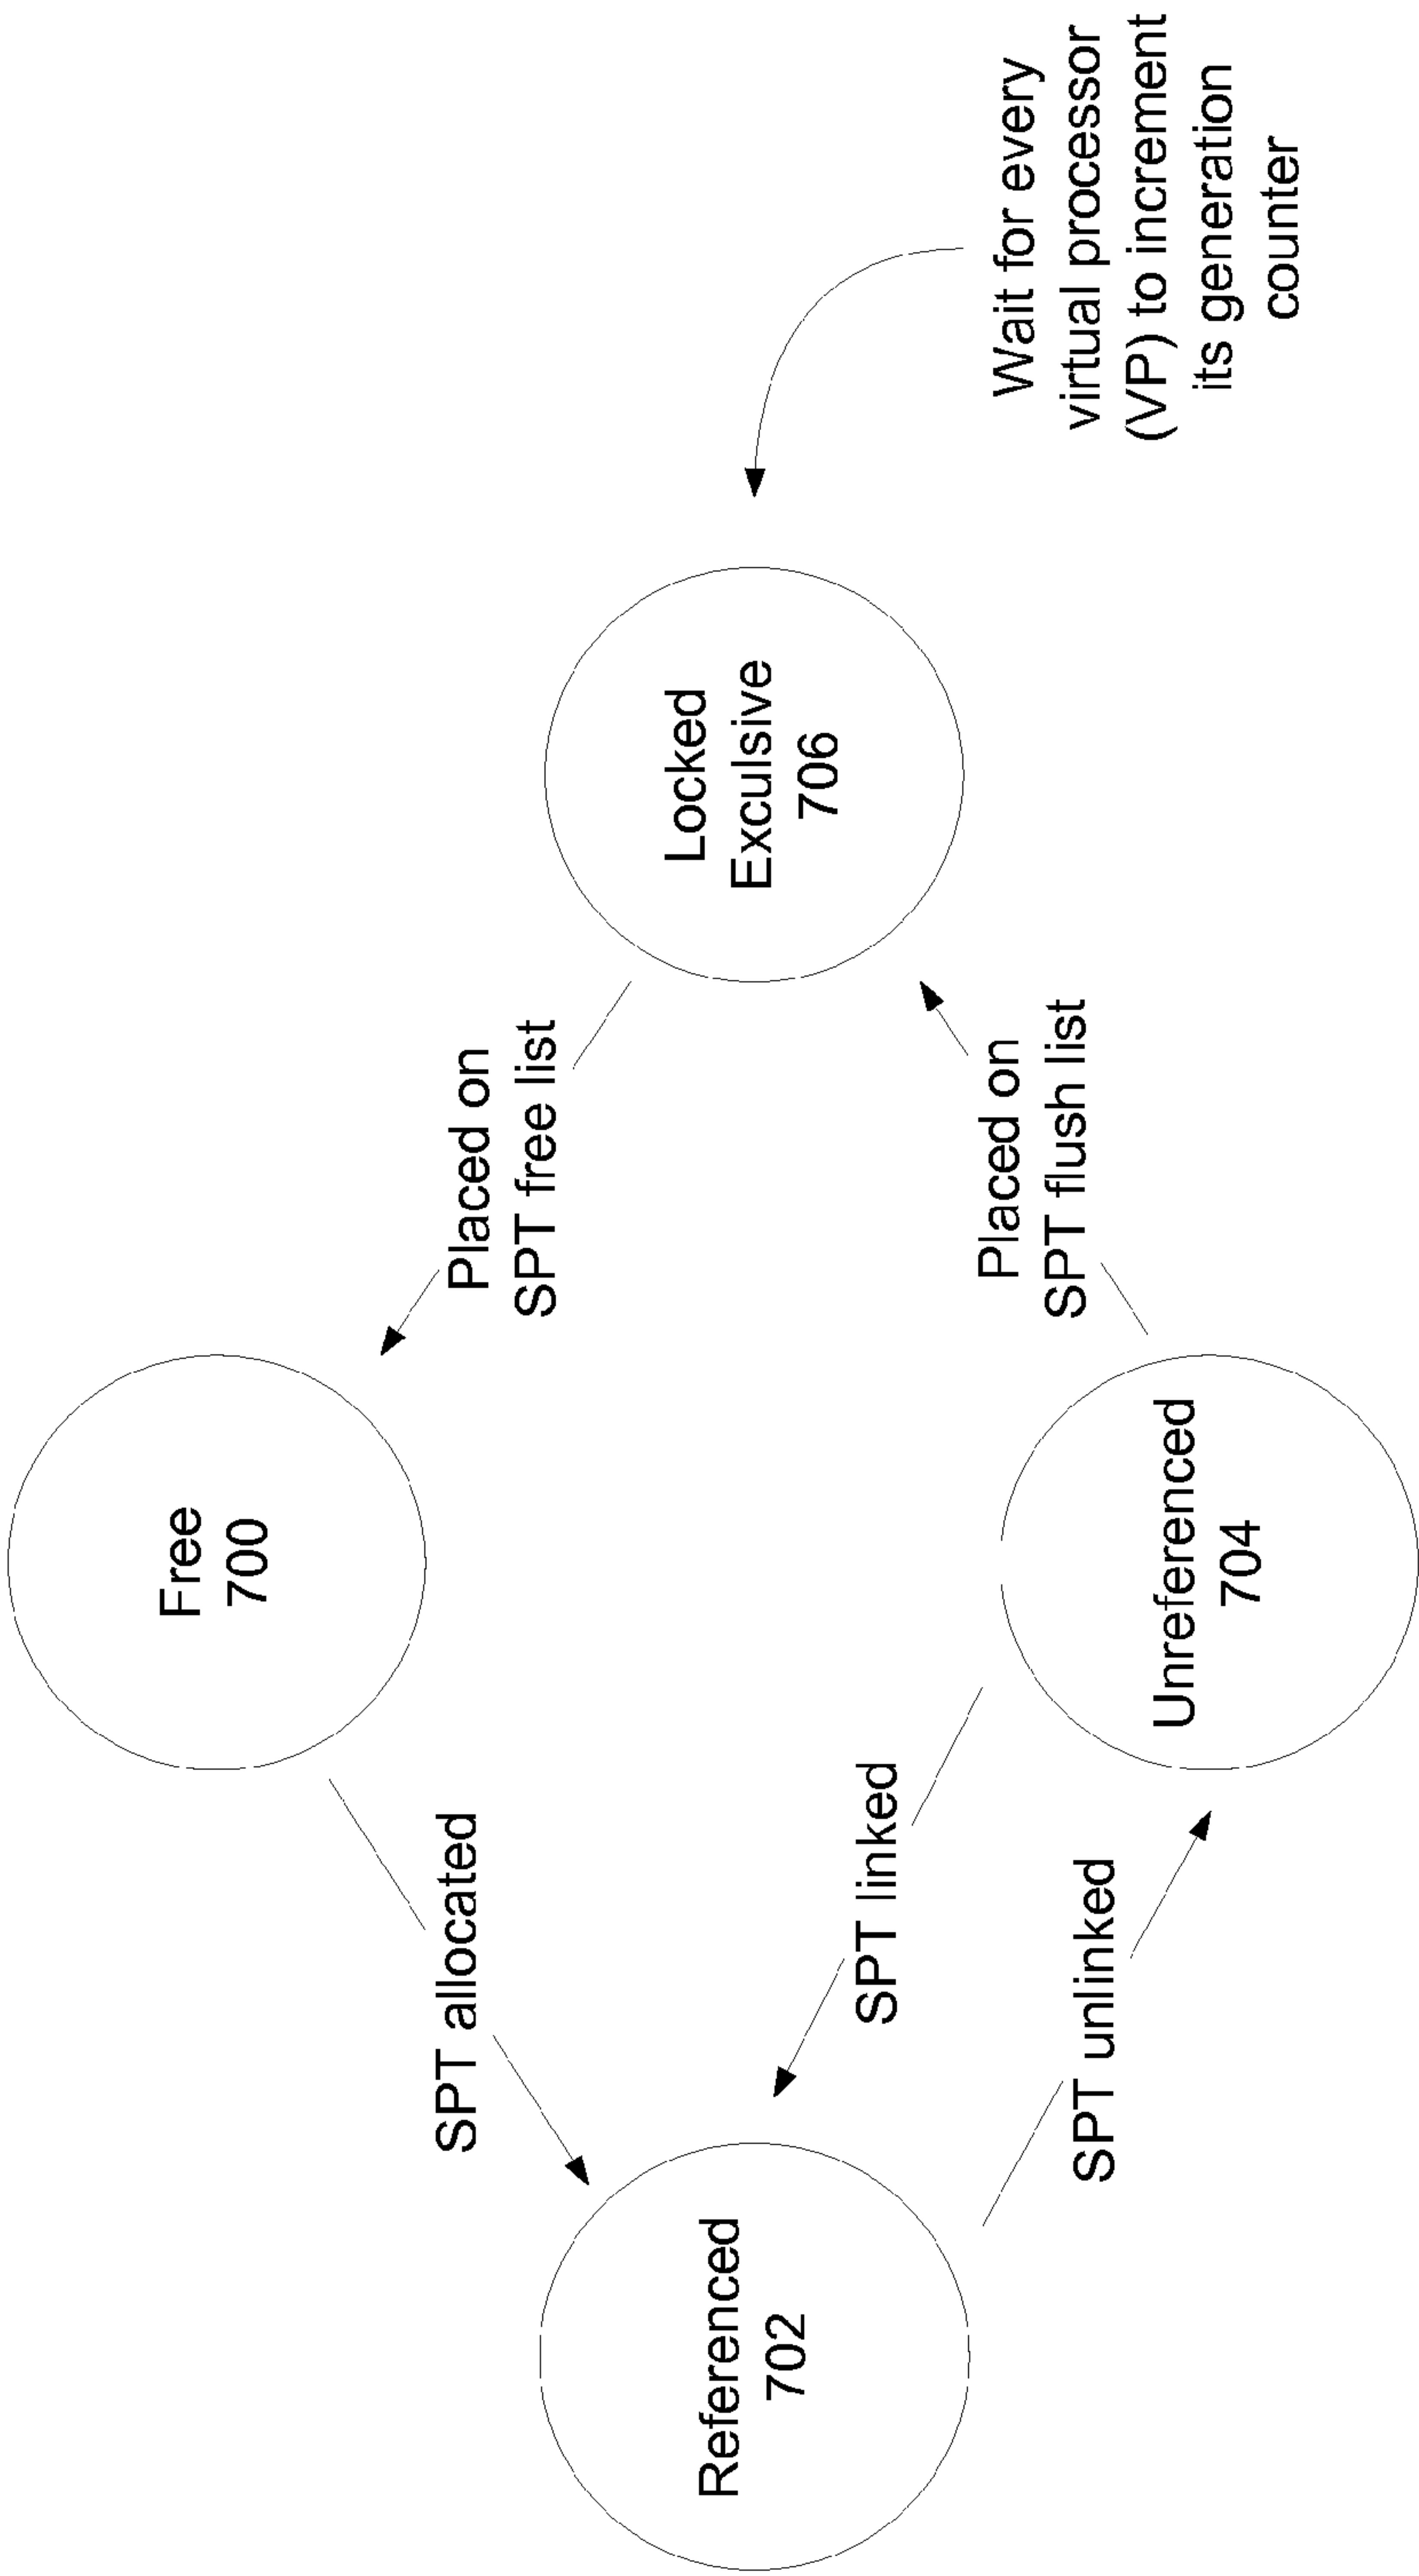 Free
700
SPT allocated
Placed on
SPT free list
Referenced
702
Locked
Exculsive
706
SPT linked
SPT unlinked
Placed on
SPT flush list
Unreferenced
704
Wait for every
virtual processor
(VP) to increment
its generation
counter